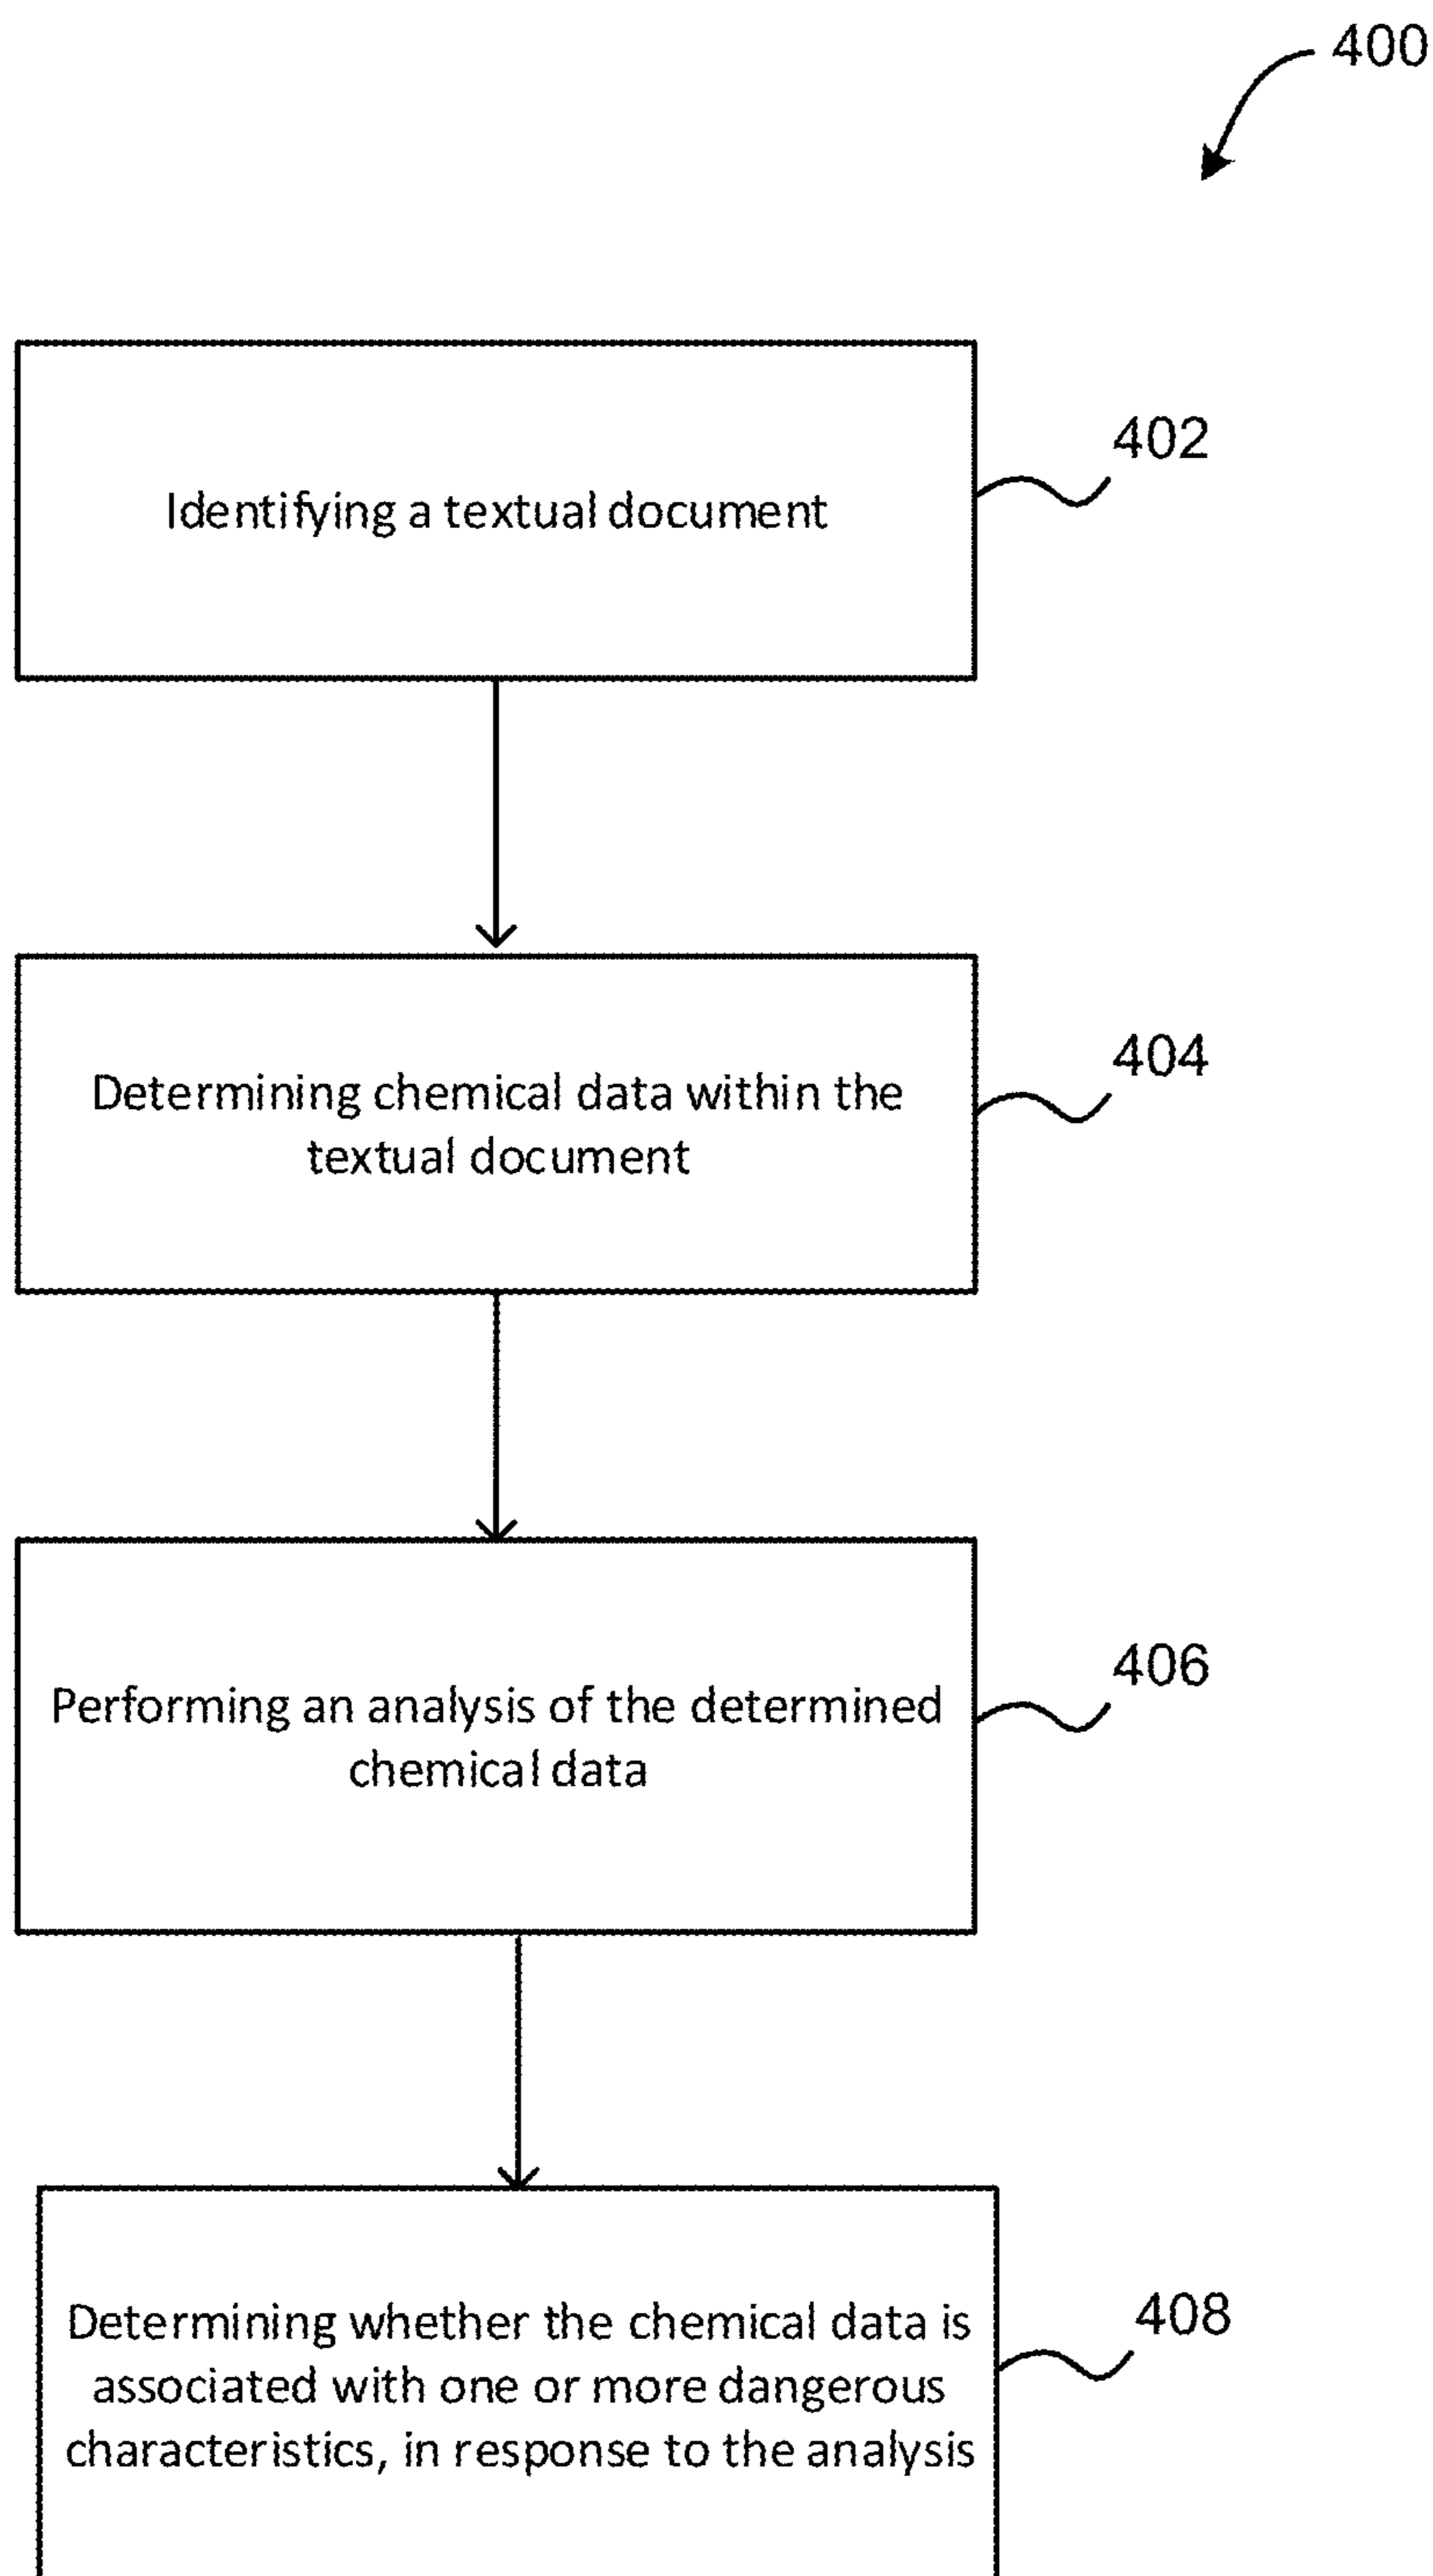 400
Identifying a textual document
402
Determining chemical data within the
textual document
404
Performing an analysis of the determined
chemical data
406
Determining whether the chemical data is
associated with one or more dangerous
characteristics, in response to the analysis
408